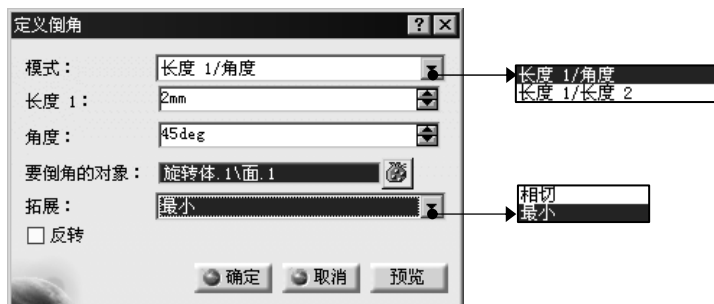 定义倒角
模式： 长度 1/角度
长度 1/角度
长度 1/长度 2
长度 1： 2mm
角度： 45deg
要倒角的对象： 旋转体.1\面.1
拓展： 最小
相切
最小
反转
确定 取消 预览